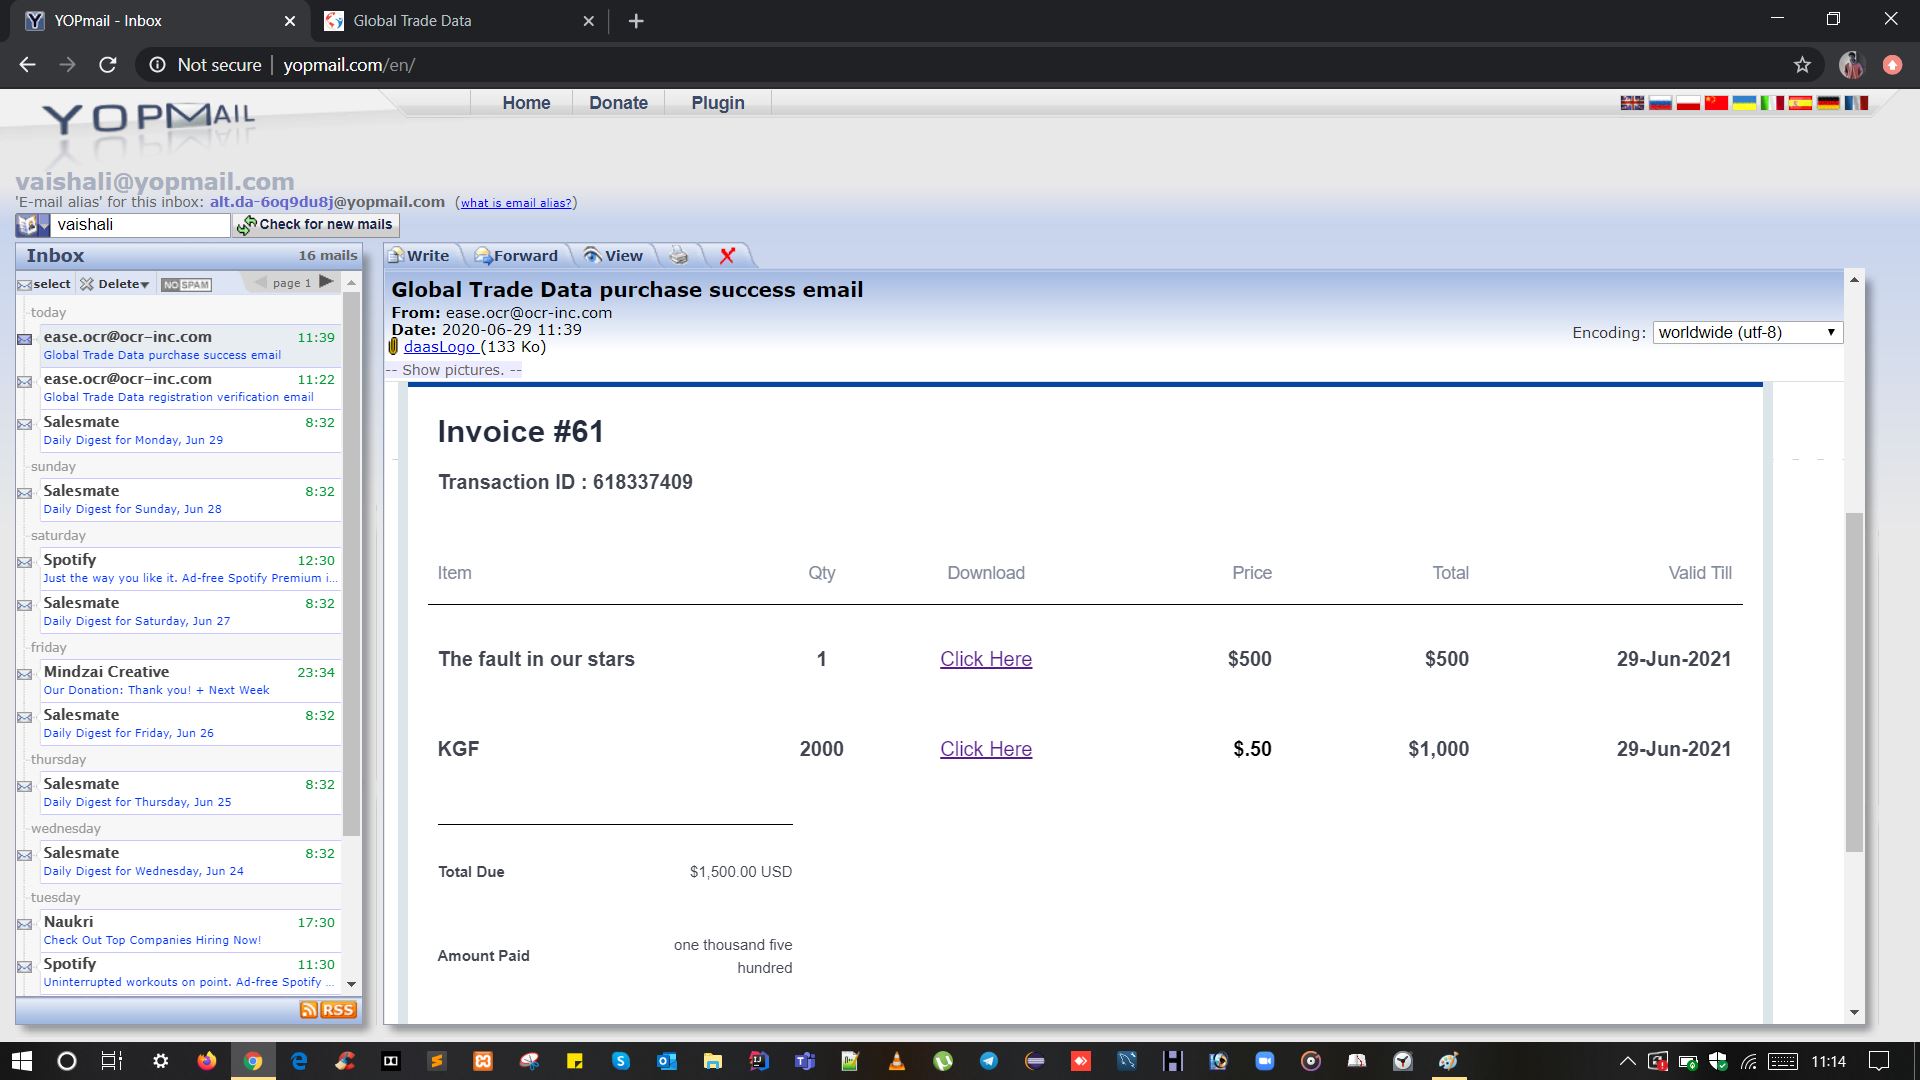 YOPmail - Inbox
Global Trade Data
Not secure
yopmail.com/en/
YOPMAIL
Home
Donate
Plugin
vaishali@yopmail.com
'E-mail alias' for this inbox: alt.da-6oq9du8j@yopmail.com (what is email alias?)
vaishali
Check for new mails
Inbox
16 mails
select
Delete
NO SPAM
page 1
today
ease.ocr@ocr-inc.com 11:39
Global Trade Data purchase success email
ease.ocr@ocr-inc.com 11:22
Global Trade Data registration verification email
Salesmate 8:32
Daily Digest for Monday, Jun 29
sunday
Salesmate 8:32
Daily Digest for Sunday, Jun 28
saturday
Spotify 12:30
Just the way you like it. Ad-free Spotify Premium i...
Salesmate 8:32
Daily Digest for Saturday, Jun 27
friday
Mindzai Creative 23:34
Our Donation: Thank you! + Next Week
Salesmate 8:32
Daily Digest for Friday, Jun 26
thursday
Salesmate 8:32
Daily Digest for Thursday, Jun 25
wednesday
Salesmate 8:32
Daily Digest for Wednesday, Jun 24
tuesday
Naukri 17:30
Check Out Top Companies Hiring Now!
Spotify 11:30
Uninterrupted workouts on point. Ad-free Spotify ...
RSS
Write
Forward
View
Global Trade Data purchase success email
From: ease.ocr@ocr-inc.com
Date: 2020-06-29 11:39
daasLogo (133 Ko)
Encoding: worldwide (utf-8)
-- Show pictures. --
Invoice #61
Transaction ID : 618337409
Item Qty Download Price Total Valid Till
The fault in our stars 1 Click Here $500 $500 29-Jun-2021
KGF 2000 Click Here $.50 $1,000 29-Jun-2021
Total Due $1,500.00 USD
Amount Paid one thousand five
hundred
11:14